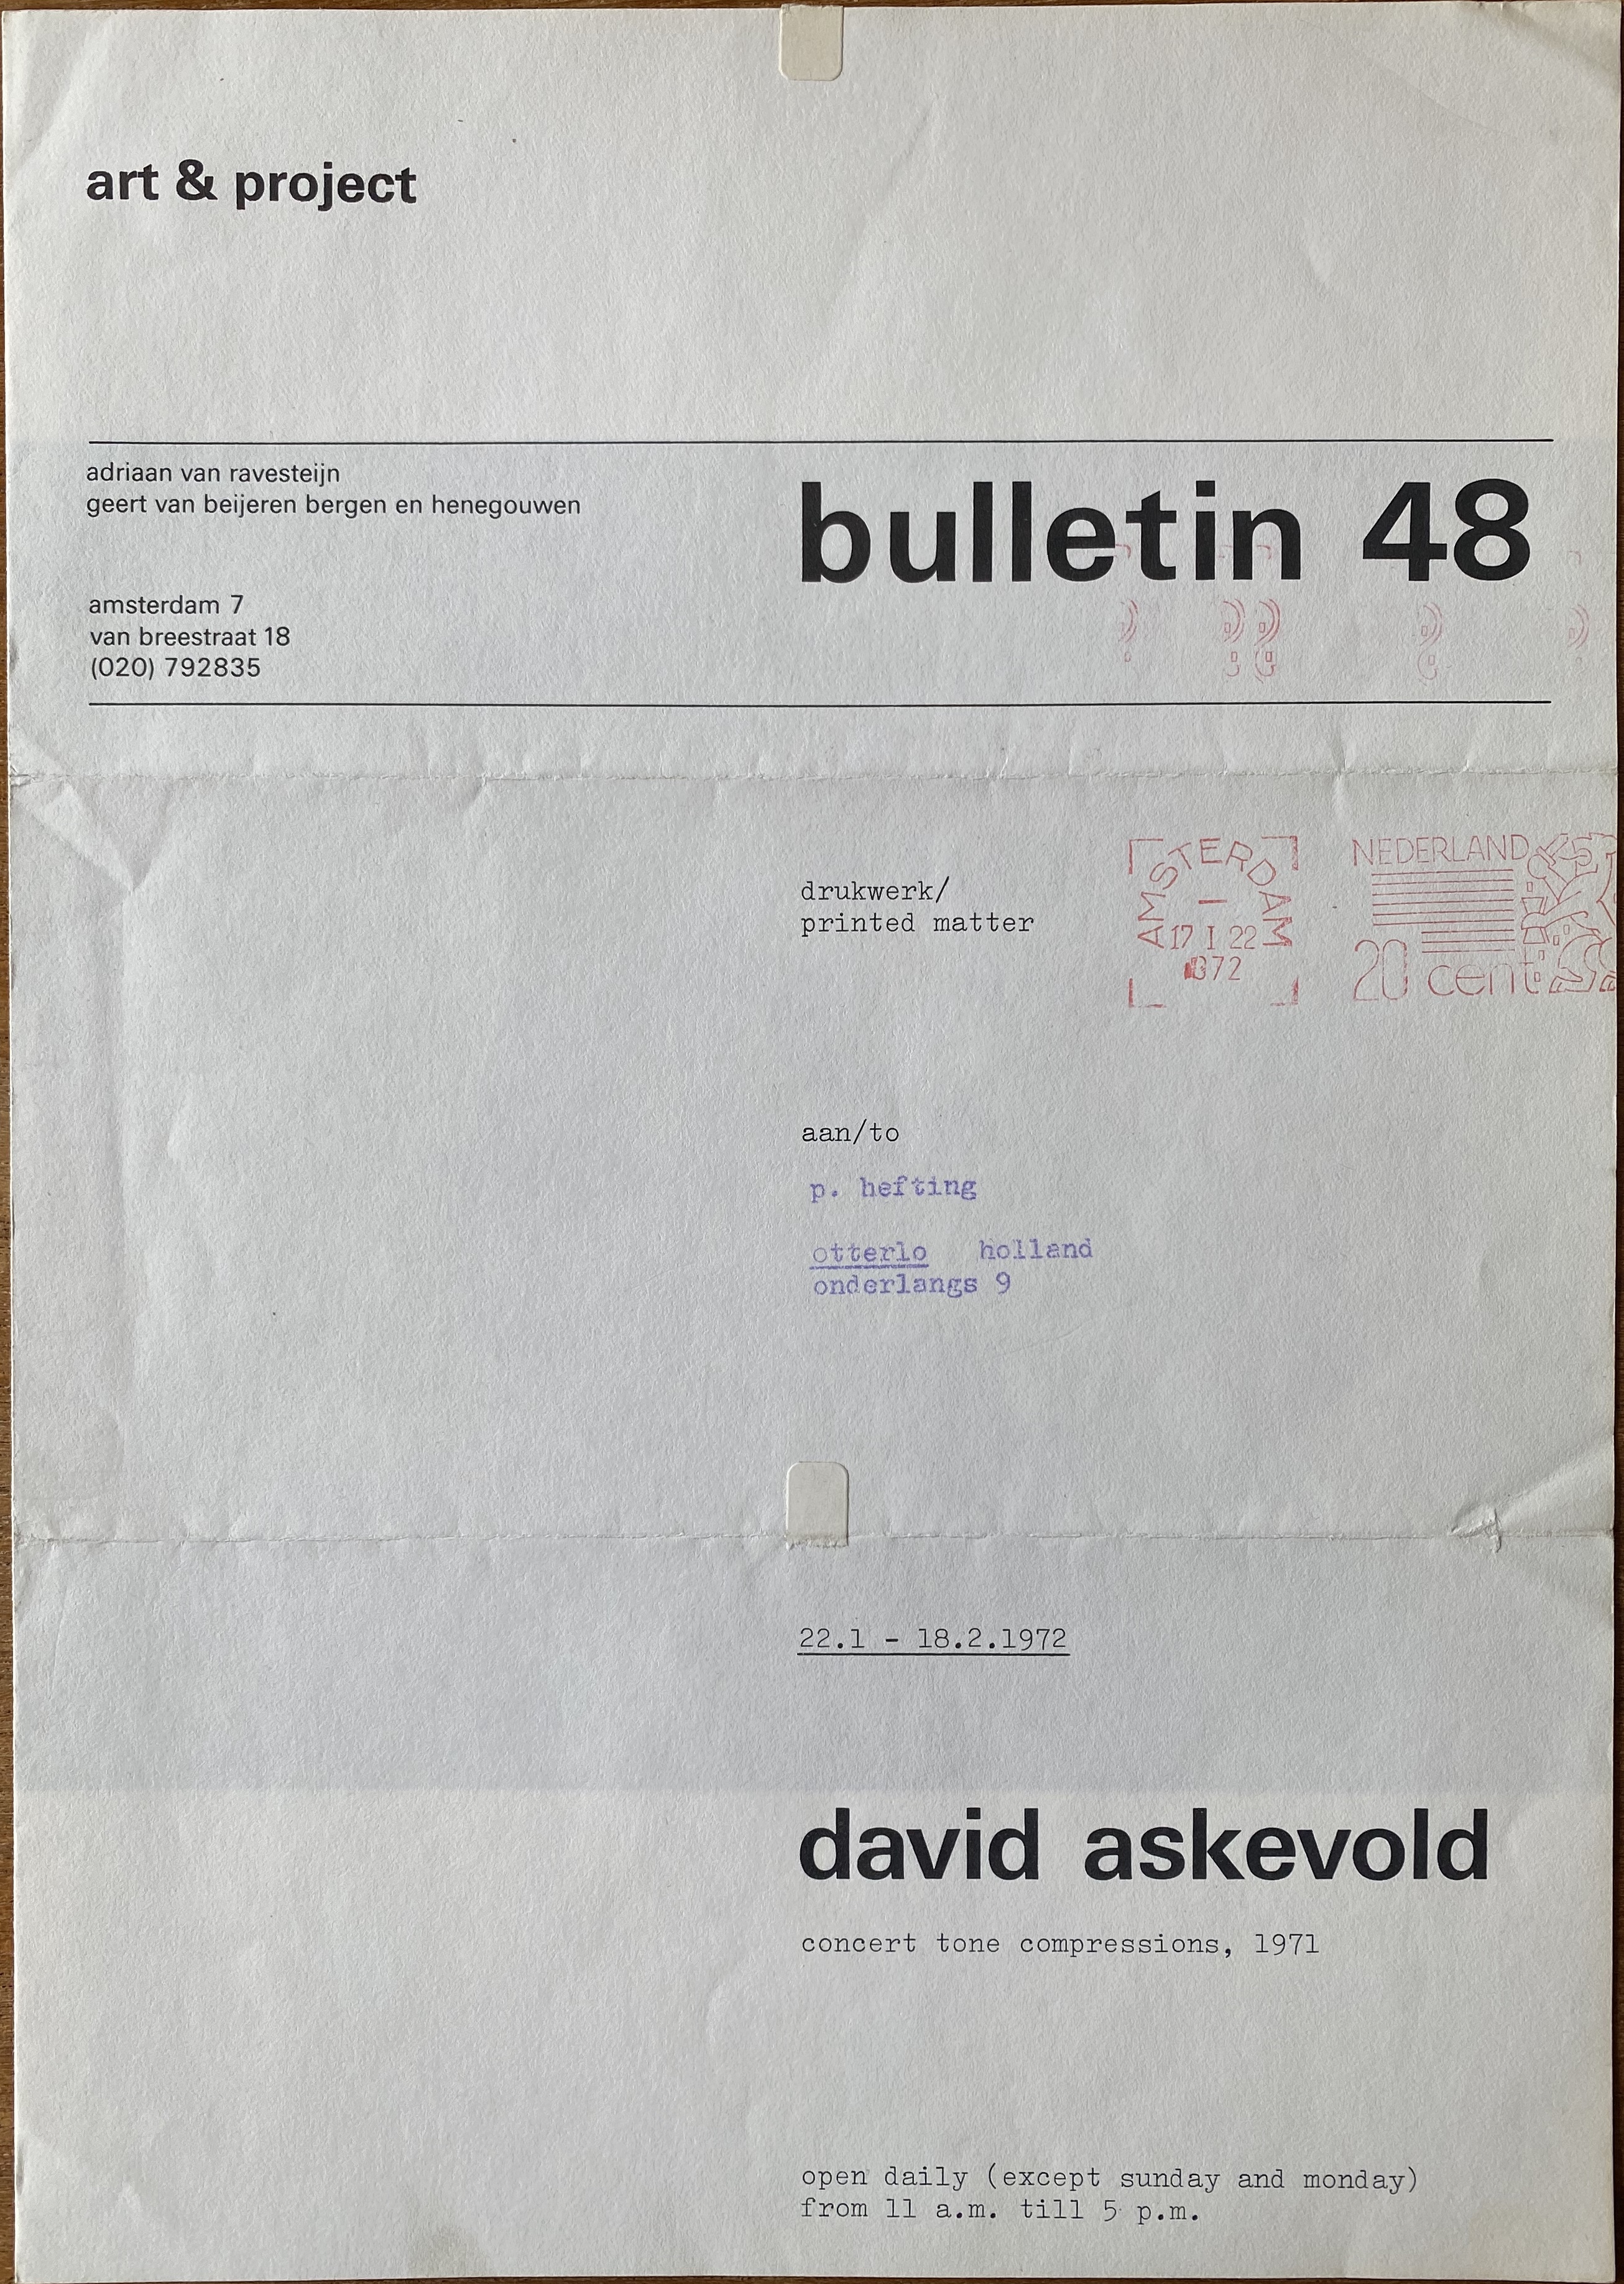 art & project
adriaan van ravesteijn
geert van beijeren bergen en henegouwen
bulletin 48
amsterdam 7
van breestraat 18
(020) 792835
drukwerk/
printed matter
AMSTERDAM
17 I 22
972
NEDERLAND
20 cent
aan/to
p. hefting
otterlo holland
onderlangs 9
22.1 - 18.2.1972
david askevold
concert tone compressions, 1971
open daily (except sunday and monday)
from 11 a.m. till 5 p.m.